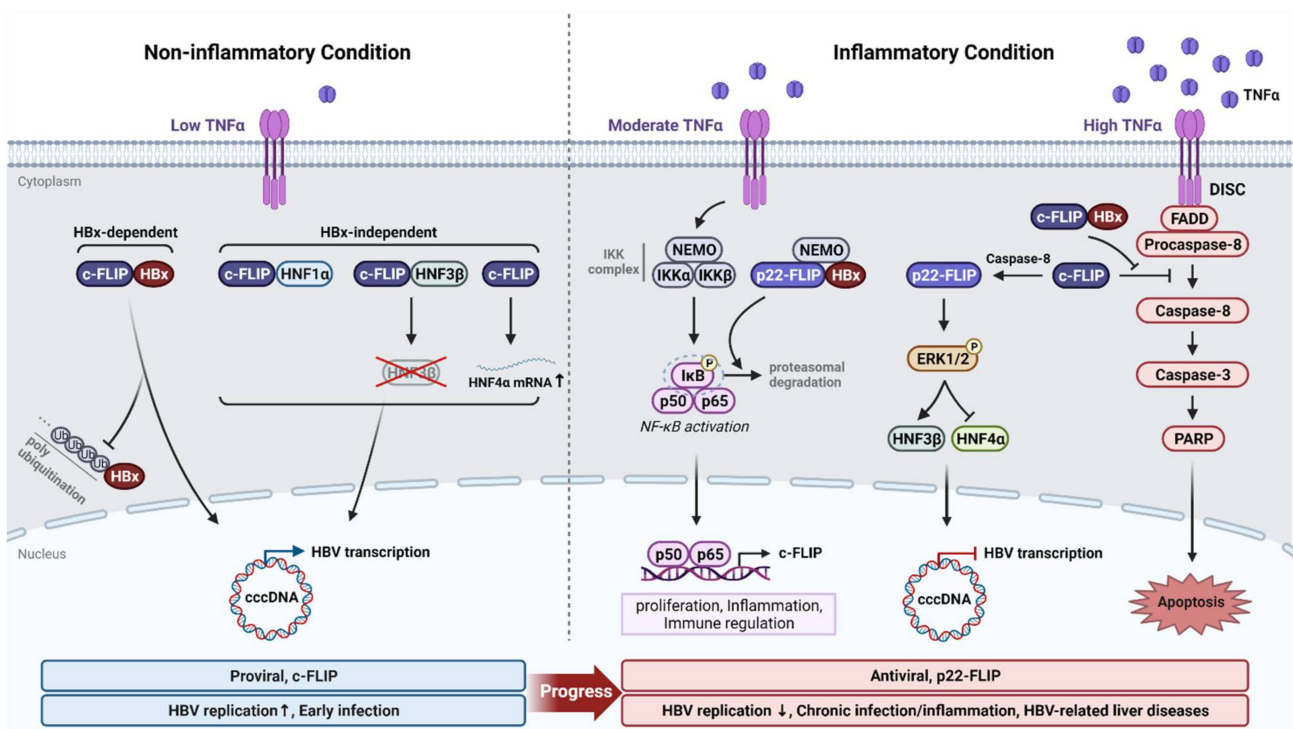 Non-inflammatory Condition
Inflammatory Condition
TNFα
Low TNFα
Moderate TNFα
High TNFα
Cytoplasm
DISC
HBx-dependent
HBx-independent
c-FLIP HBx
c-FLIP HNF1α
c-FLIP HNF3β
c-FLIP
HNF3β
HNF4α mRNA ↑
...
Ub Ub Ub Ub
poly
ubiquitination
HBx
IKK
complex
NEMO
IKKα IKKβ
NEMO
p22-FLIP HBx
P
IκB
p50 p65
NF-κB activation
proteasomal
degradation
c-FLIP HBx
FADD
Procaspase-8
p22-FLIP
Caspase-8
c-FLIP
P
ERK1/2
HNF3β HNF4α
Caspase-8
Caspase-3
PARP
Nucleus
HBV transcription
cccDNA
p50 p65
c-FLIP
proliferation, Inflammation,
Immune regulation
HBV transcription
cccDNA
Apoptosis
Proviral, c-FLIP
HBV replication ↑, Early infection
Progress
Antiviral, p22-FLIP
HBV replication ↓, Chronic infection/inflammation, HBV-related liver diseases